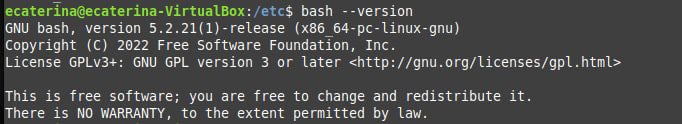 ecaterina@ecaterina-VirtualBox:/etc$ bash --version
GNU bash, version 5.2.21(1)-release (x86_64-pc-linux-gnu)
Copyright (C) 2022 Free Software Foundation, Inc.
License GPLv3+: GNU GPL version 3 or later <http://gnu.org/licenses/gpl.html>

This is free software; you are free to change and redistribute it.
There is NO WARRANTY, to the extent permitted by law.